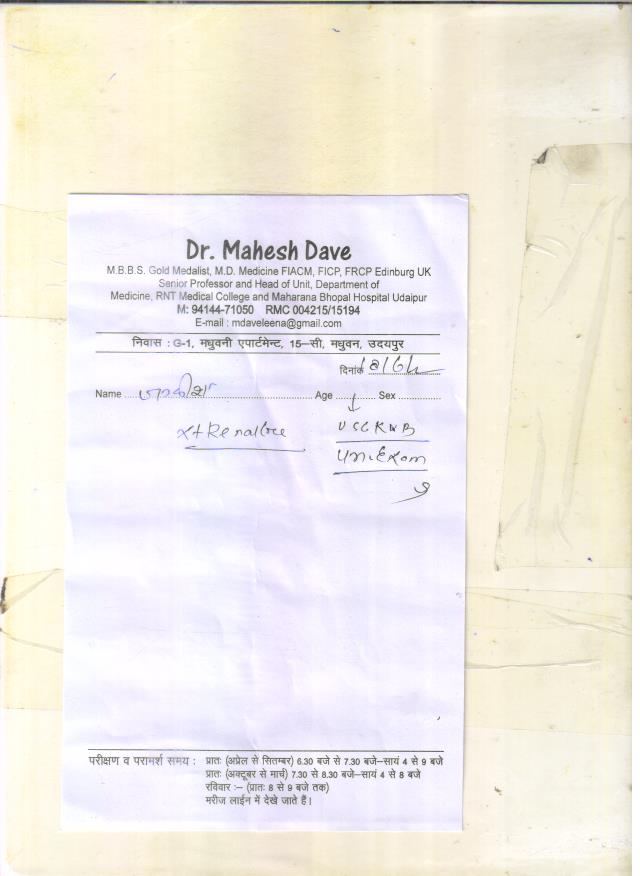 Dr. Mahesh Dave
M.B.B.S. Gold Medalist, M.D. Medicine FIACM, FICP, FRCP Edinburg UK
Senior Professor and Head of Unit, Department of
Medicine, RNT Medical College and Maharana Bhopal Hospital Udaipur
M: 94144-71050 RMC 004215/15194
E-mail : mdaveleena@gmail.com
निवास : G-1, मधुवनी एपार्टमेन्ट, 15–सी, मधुवन, उदयपुर
दिनांक
Name Age Sex
USG KUB
परीक्षण व परामर्श समय : प्रातः (अप्रेल से सितम्बर) 6.30 बजे से 7.30 बजे–सायं 4 से 9 बजे
प्रातः (अक्टूबर से मार्च) 7.30 से 8.30 बजे–सायं 4 से 8 बजे
रविवार :– (प्रातः 8 से 9 बजे तक)
मरीज लाईन में देखे जाते हैं।